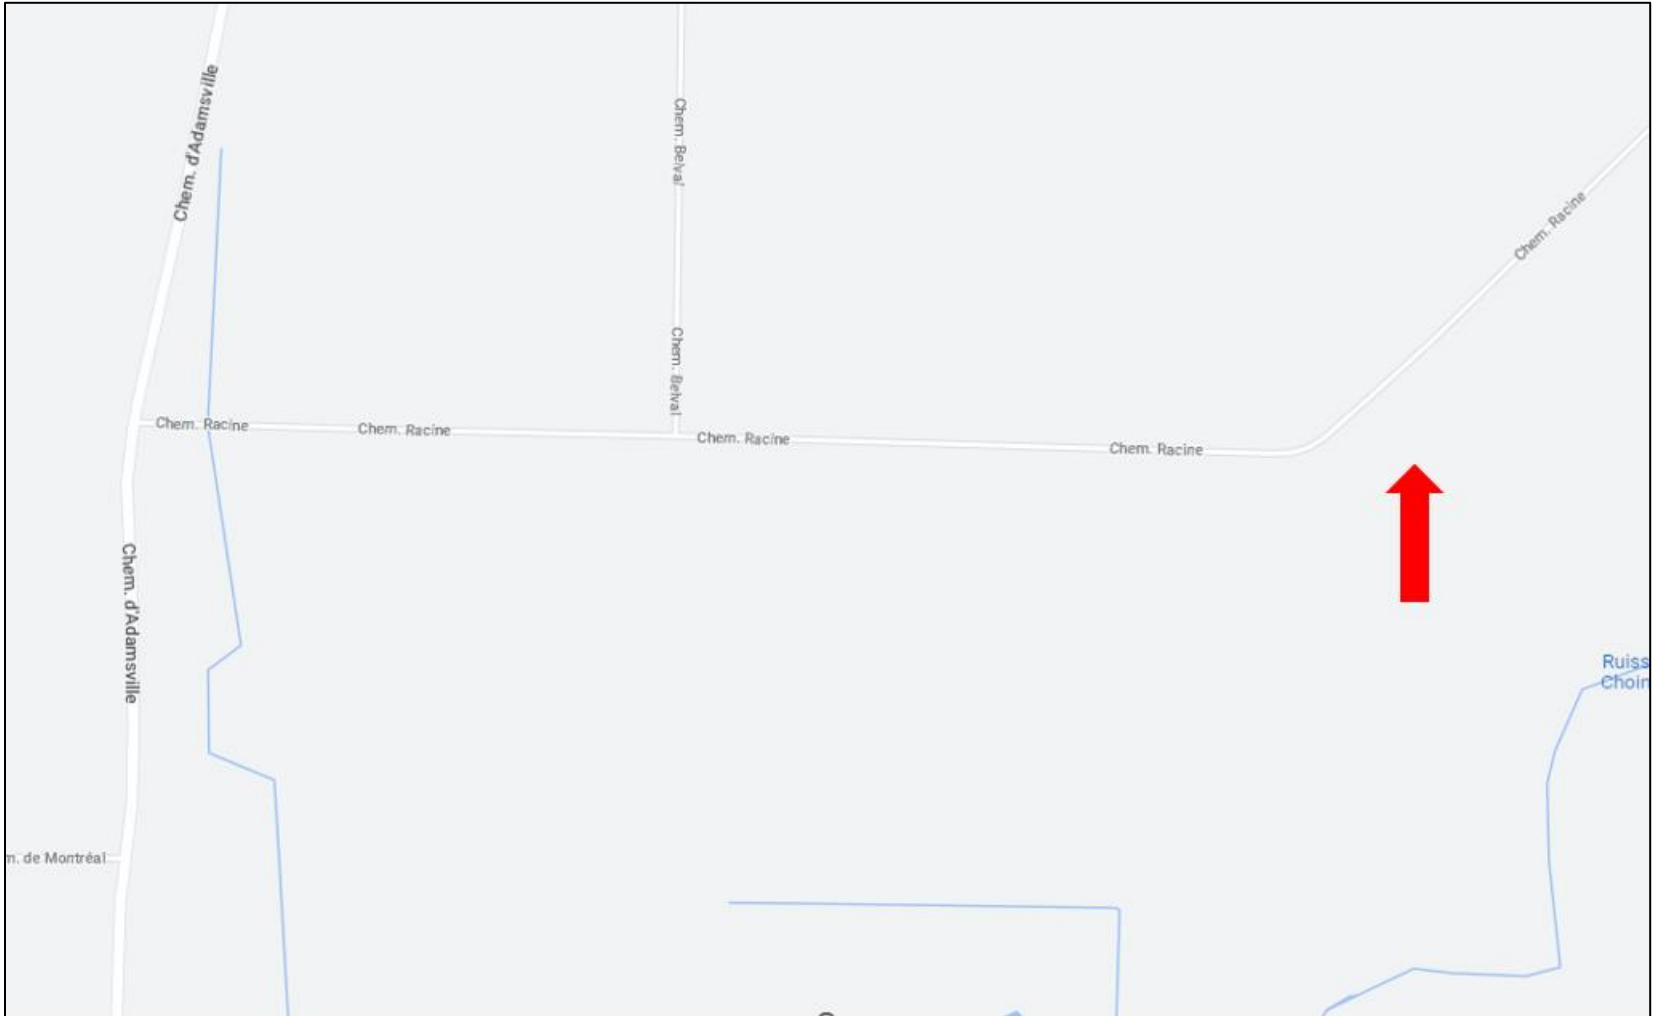 Chem. d'Adamsville
Chem. Belval
Chem. Racine
Chem. Belval
Chem. Racine
Chem. Racine
Chem. Racine
Chem. Racine
Chem. d'Adamsville
Ruiss
Choin
m. de Montréal